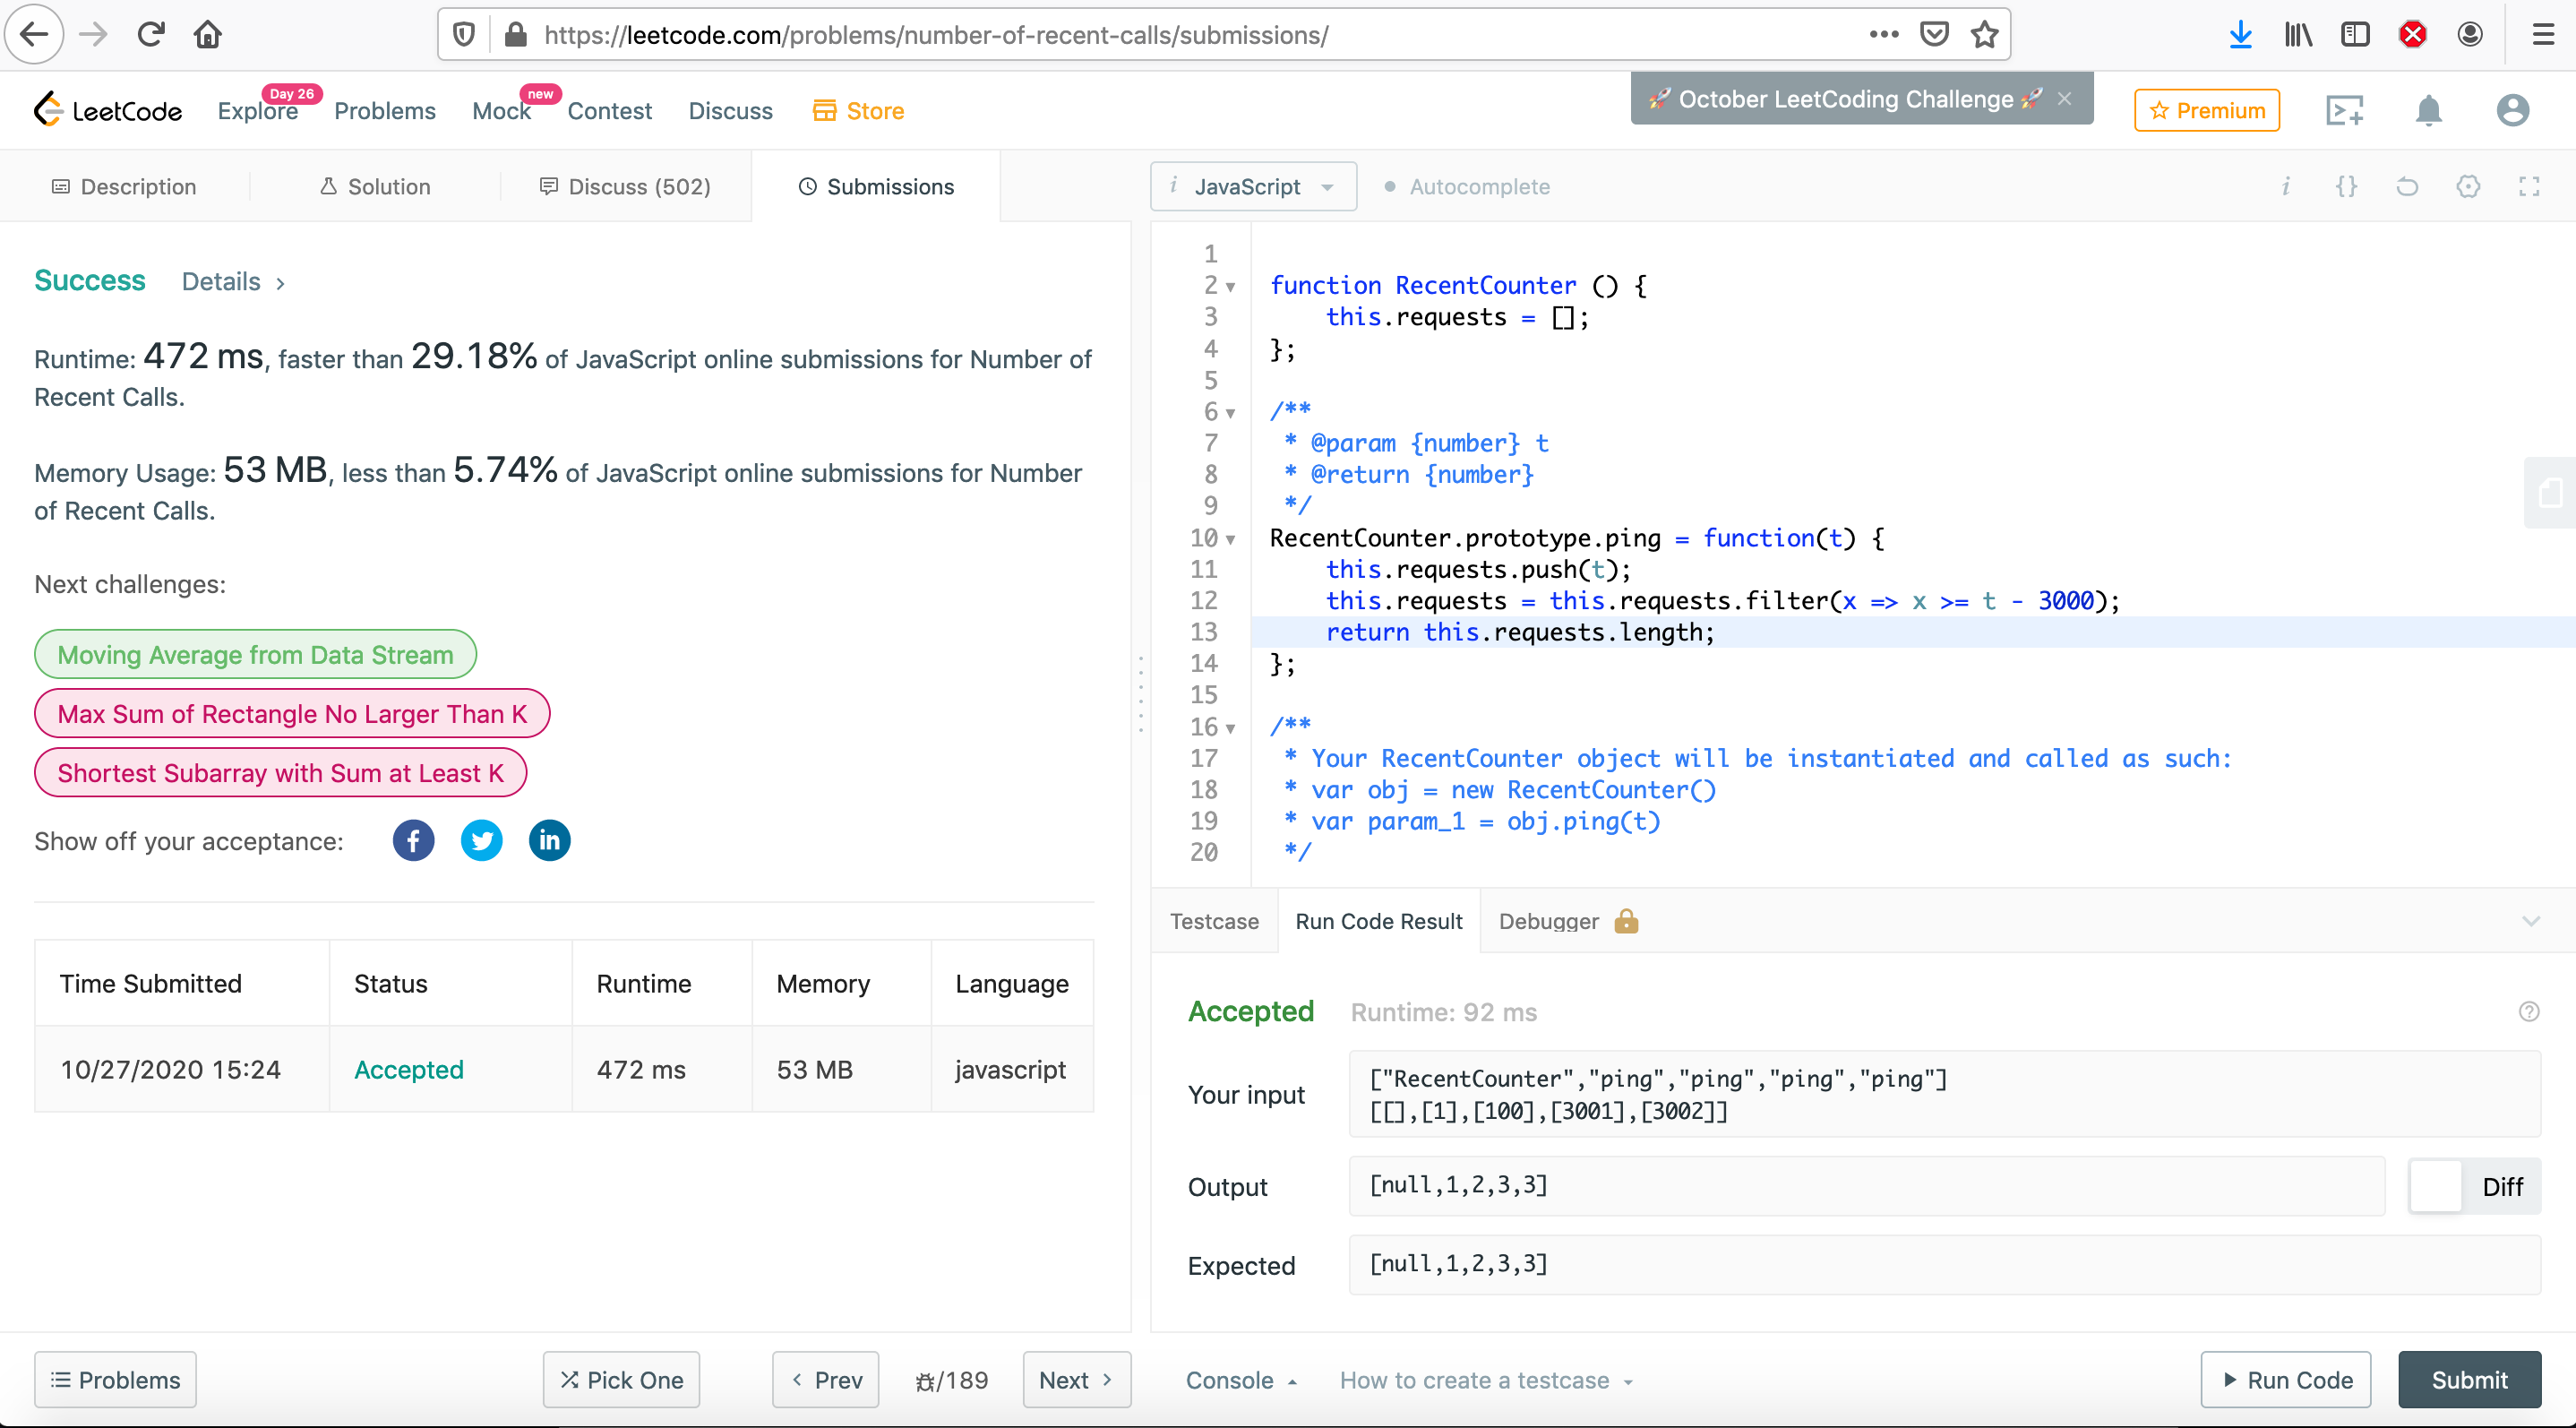 https://leetcode.com/problems/number-of-recent-calls/submissions/
LeetCode
Explore
Day 26
Problems
Mock
new
Contest
Discuss
Store
🚀 October LeetCoding Challenge 🚀 ×
Premium
Description
Solution
Discuss (502)
Submissions
i JavaScript
Autocomplete
i {}
Success Details >
Runtime: 472 ms, faster than 29.18% of JavaScript online submissions for Number of
Recent Calls.
Memory Usage: 53 MB, less than 5.74% of JavaScript online submissions for Number
of Recent Calls.
Next challenges:
Moving Average from Data Stream
Max Sum of Rectangle No Larger Than K
Shortest Subarray with Sum at Least K
Show off your acceptance: f in
Time Submitted Status Runtime Memory Language
10/27/2020 15:24 Accepted 472 ms 53 MB javascript
1
2 function RecentCounter () {
3     this.requests = [];
4 };
5
6 /**
7  * @param {number} t
8  * @return {number}
9  */
10 RecentCounter.prototype.ping = function(t) {
11     this.requests.push(t);
12     this.requests = this.requests.filter(x => x >= t - 3000);
13     return this.requests.length;
14 };
15
16 /**
17  * Your RecentCounter object will be instantiated and called as such:
18  * var obj = new RecentCounter()
19  * var param_1 = obj.ping(t)
20  */
Testcase Run Code Result Debugger
Accepted Runtime: 92 ms
Your input
["RecentCounter","ping","ping","ping","ping"]
[[],[1],[100],[3001],[3002]]
Output
[null,1,2,3,3]
Diff
Expected
[null,1,2,3,3]
Problems
Pick One
< Prev
/189
Next >
Console
How to create a testcase
Run Code
Submit